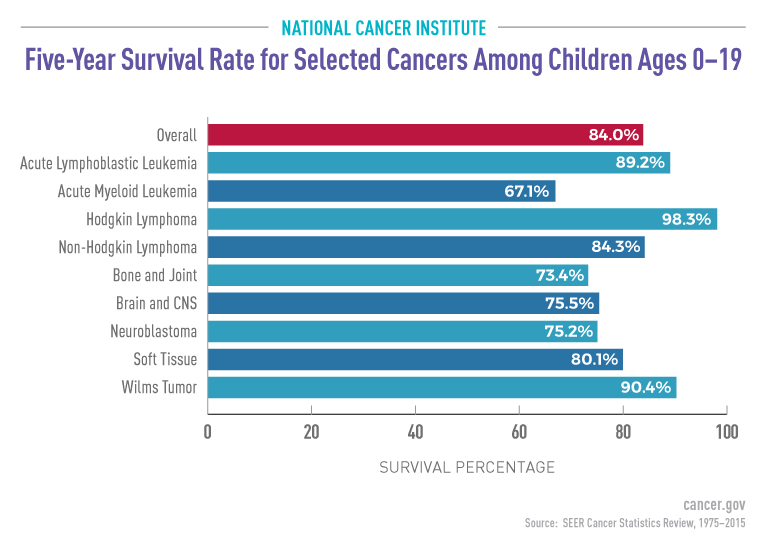 NATIONAL CANCER INSTITUTE
Five-Year Survival Rate for Selected Cancers Among Children Ages 0–19
Overall 84.0%
Acute Lymphoblastic Leukemia 89.2%
Acute Myeloid Leukemia 67.1%
Hodgkin Lymphoma 98.3%
Non-Hodgkin Lymphoma 84.3%
Bone and Joint 73.4%
Brain and CNS 75.5%
Neuroblastoma 75.2%
Soft Tissue 80.1%
Wilms Tumor 90.4%
0 20 40 60 80 100
SURVIVAL PERCENTAGE
cancer.gov
Source: SEER Cancer Statistics Review, 1975–2015